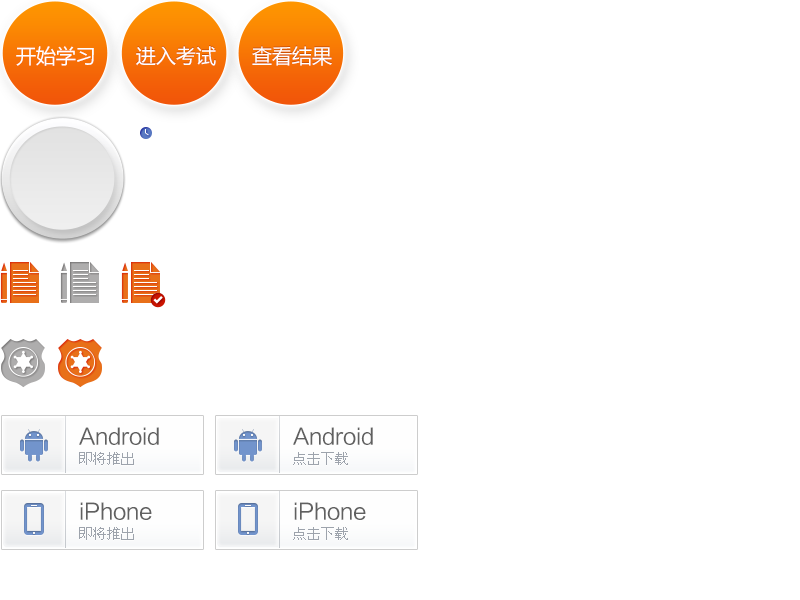 开始学习
进入考试
查看结果
Android
即将推出
Android
点击下载
iPhone
即将推出
iPhone
点击下载